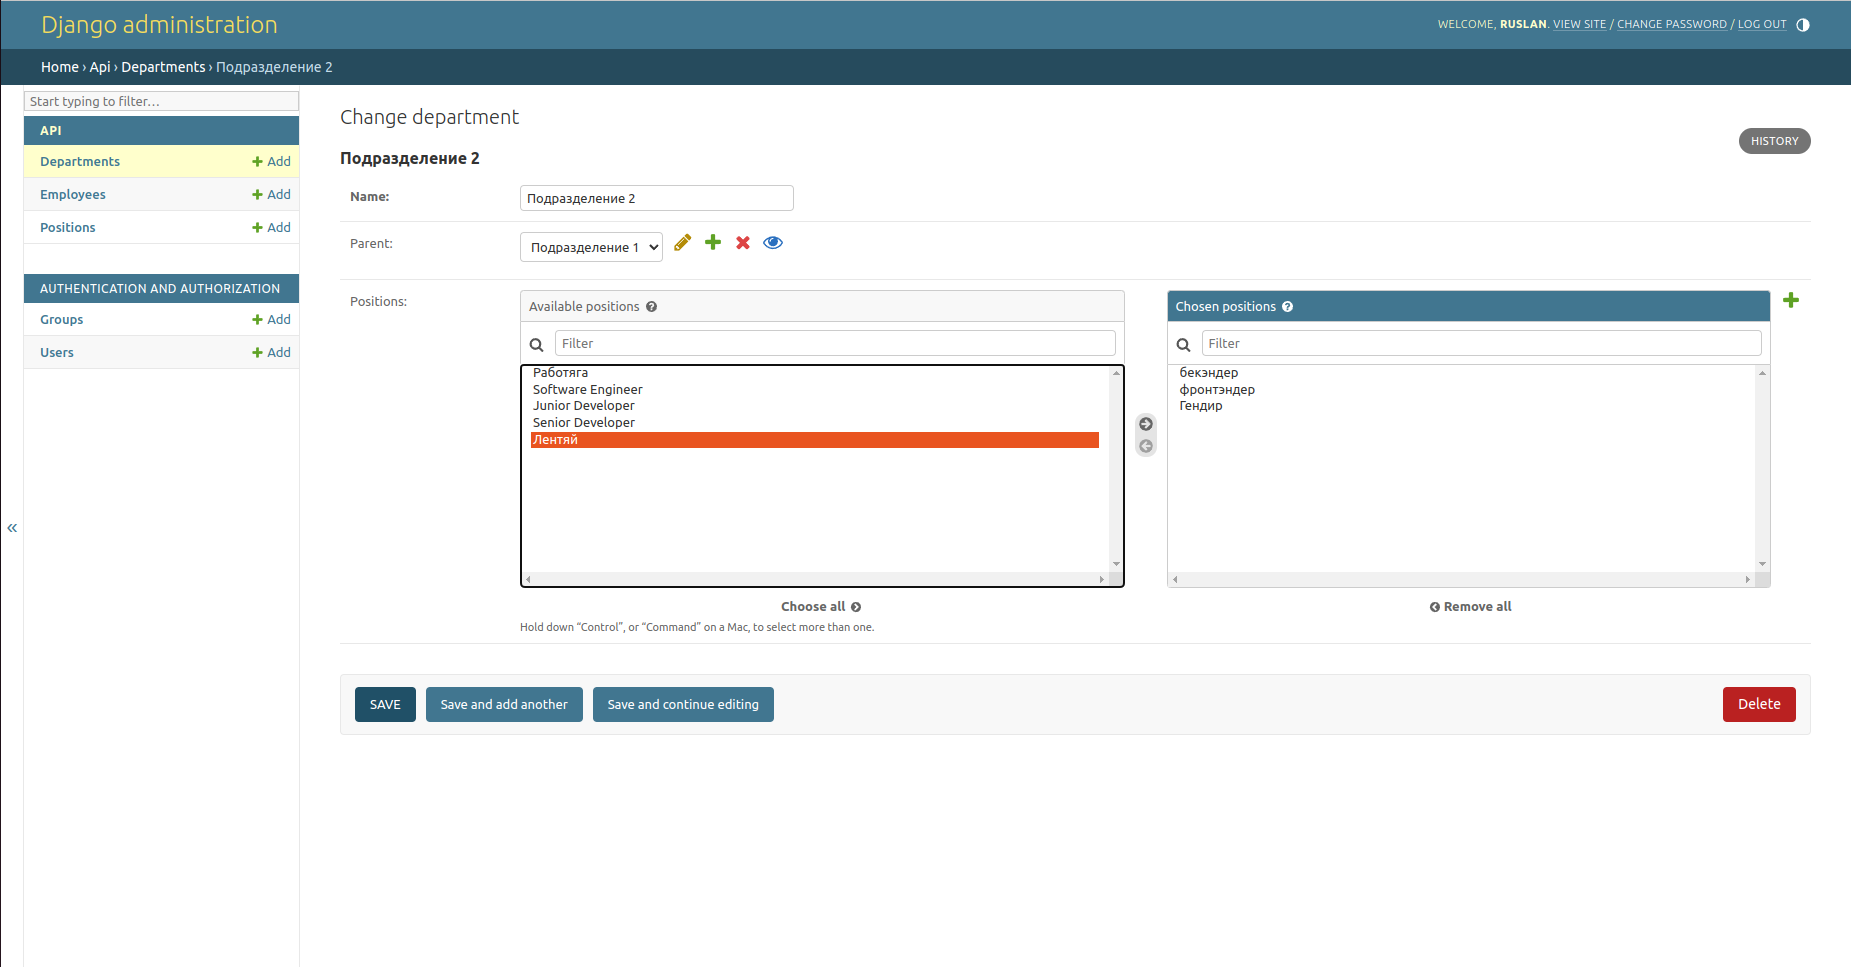 Django administration
WELCOME, RUSLAN. VIEW SITE / CHANGE PASSWORD / LOG OUT
Home › Api › Departments › Подразделение 2
Start typing to filter...
API
Departments + Add
Employees + Add
Positions + Add
AUTHENTICATION AND AUTHORIZATION
Groups + Add
Users + Add
«
Change department
HISTORY
Подразделение 2
Name: Подразделение 2
Parent: Подразделение 1
Positions:
Available positions ?
Filter
Работяга
Software Engineer
Junior Developer
Senior Developer
Лентяй
Choose all
Hold down “Control”, or “Command” on a Mac, to select more than one.
Chosen positions ?
Filter
бекэндер
фронтэндер
Гендир
Remove all
SAVE
Save and add another
Save and continue editing
Delete